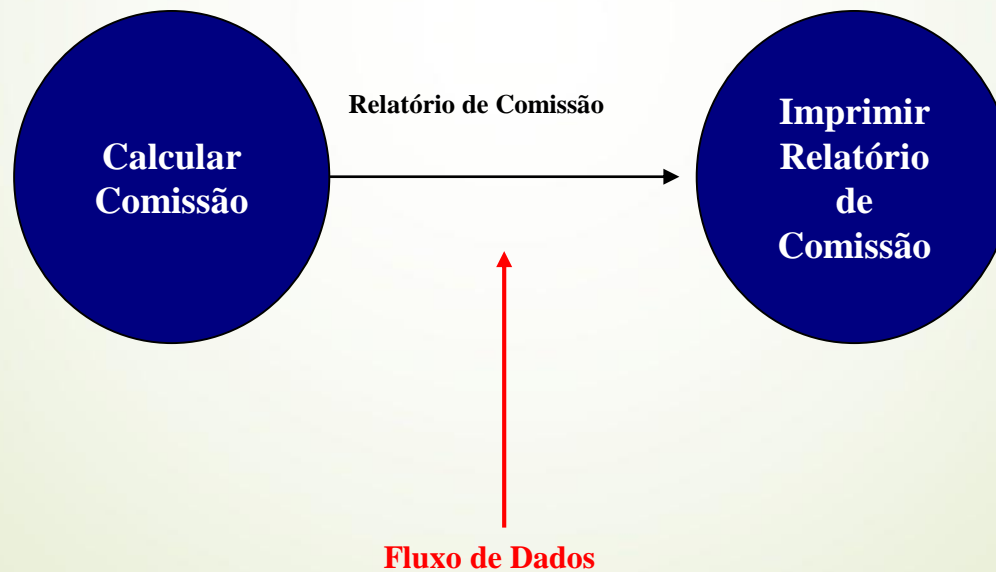 Calcular
Comissão
Relatório de Comissão
Imprimir
Relatório
de
Comissão
Fluxo de Dados